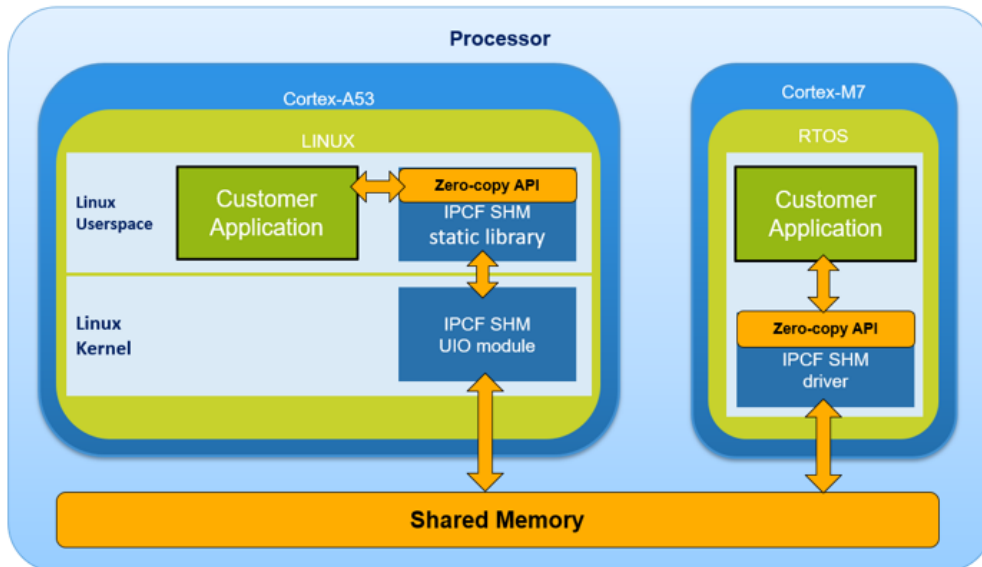 Processor
Cortex-A53
LINUX
Linux
Userspace
Customer
Application
Zero-copy API
IPCF SHM
static library
Linux
Kernel
IPCF SHM
UIO module
Cortex-M7
RTOS
Customer
Application
Zero-copy API
IPCF SHM
driver
Shared Memory